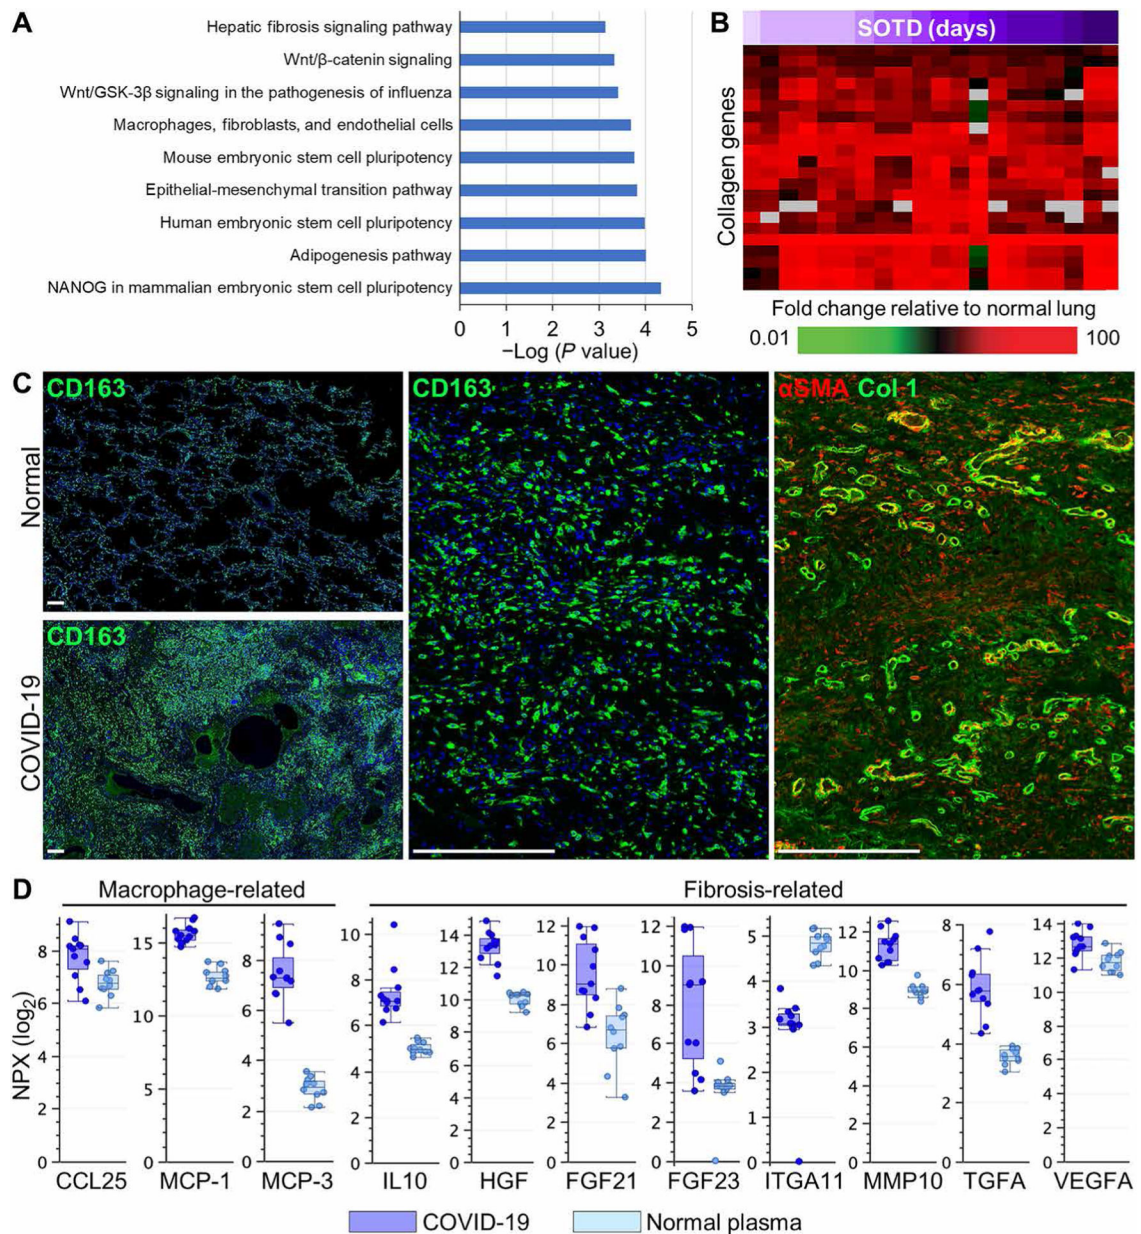 A
Hepatic fibrosis signaling pathway
Wnt/β-catenin signaling
Wnt/GSK-3β signaling in the pathogenesis of influenza
Macrophages, fibroblasts, and endothelial cells
Mouse embryonic stem cell pluripotency
Epithelial-mesenchymal transition pathway
Human embryonic stem cell pluripotency
Adipogenesis pathway
NANOG in mammalian embryonic stem cell pluripotency
0 1 2 3 4 5
−Log (P value)
B
SOTD (days)
Collagen genes
Fold change relative to normal lung
0.01 100
C
Normal
CD163
CD163
αSMA Col 1
COVID-19
CD163
D
Macrophage-related Fibrosis-related
NPX (log2)
8
6
4
2
0
15
10
5
0
8
6
4
2
0
10
8
6
4
2
0
14
12
10
8
6
4
2
0
12
10
8
6
4
2
0
12
10
8
6
4
2
0
5
4
3
2
1
0
12
10
8
6
4
2
0
8
6
4
2
0
14
12
10
8
6
4
2
0
CCL25 MCP-1 MCP-3 IL10 HGF FGF21 FGF23 ITGA11 MMP10 TGFA VEGFA
COVID-19 Normal plasma